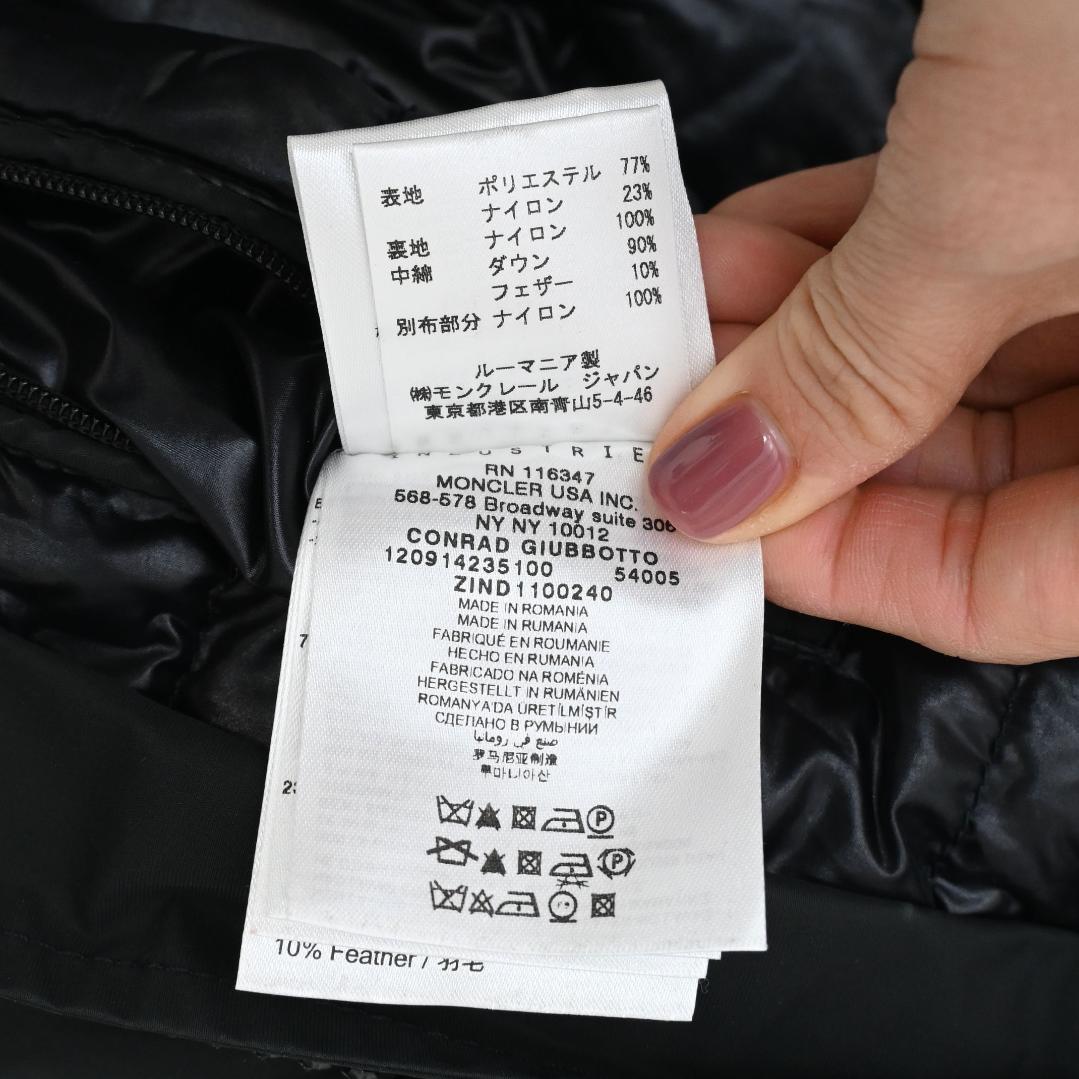 表地 ポリエステル 77%
ナイロン 23%
裏地 ナイロン 100%
中綿 ダウン 90%
フェザー 10%
別布部分 ナイロン 100%
ルーマニア製
㈱モンクレール ジャパン
東京都港区南青山5-4-46
I N D U S T R I E
RN 116347
MONCLER USA INC.
568-578 Broadway suite 306
NY NY 10012
CONRAD GIUBBOTTO
120914235100 54005
ZIND1100240
MADE IN ROMANIA
MADE IN RUMANIA
FABRIQUÉ EN ROUMANIE
HECHO EN RUMANIA
FABRICADO NA ROMÉNIA
HERGESTELLT IN RUMÄNIEN
ROMANYA'DA ÜRETİLMİŞTİR
СДЕЛАНО В РУМЫНИИ
صنع في رومانيا
罗马尼亚制造
루마니아산
P
P
10% Feather / 羽毛